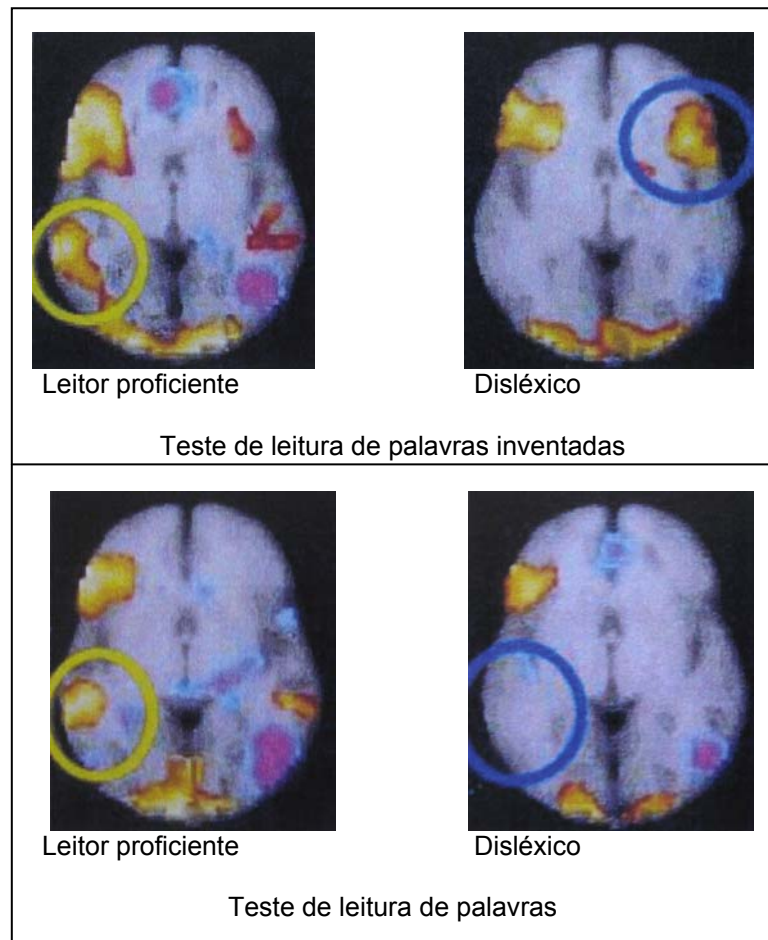 Leitor proficiente
Disléxico
Teste de leitura de palavras inventadas
Leitor proficiente
Disléxico
Teste de leitura de palavras